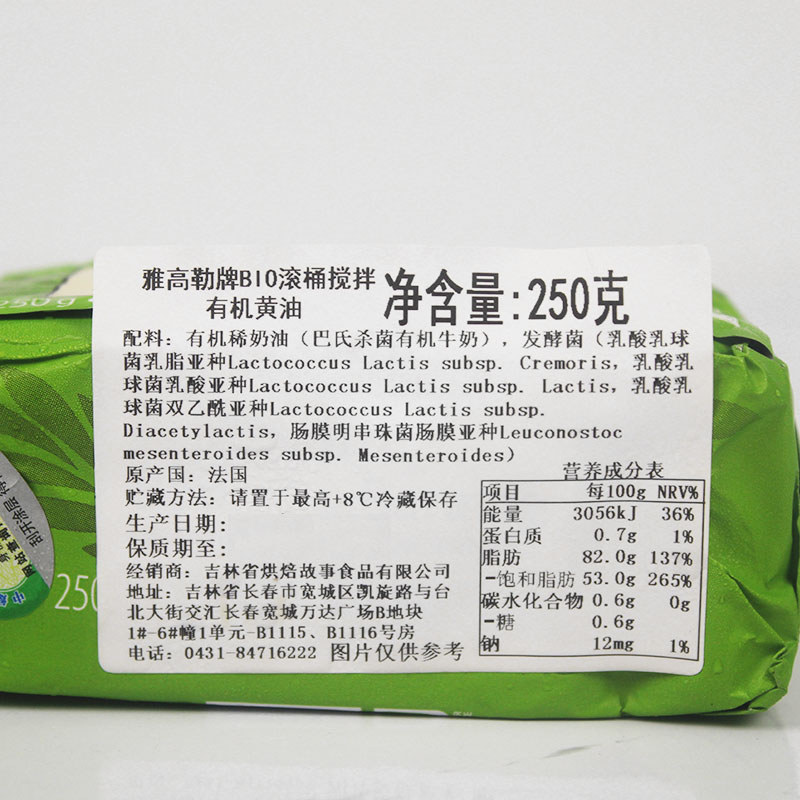 雅高勒牌BIO滚桶搅拌
有机黄油
净含量:250克
配料：有机稀奶油（巴氏杀菌有机牛奶），发酵菌（乳酸乳球
菌乳脂亚种Lactococcus Lactis subsp. Cremoris，乳酸乳
球菌乳酸亚种Lactococcus Lactis subsp. Lactis，乳酸乳
球菌双乙酰亚种Lactococcus Lactis subsp.
Diacetylactis，肠膜明串珠菌肠膜亚种Leuconostoc
mesenteroides subsp. Mesenteroides）
原产国：法国
贮藏方法：请置于最高+8℃冷藏保存
生产日期：
保质期至：
经销商：吉林省烘焙故事食品有限公司
地址：吉林省长春市宽城区凯旋路与台
北大街交汇长春宽城万达广场B地块
1#-6#幢1单元-B1115、B1116号房
电话：0431-84716222 图片仅供参考
营养成分表
项目 每100g NRV%
能量 3056kJ 36%
蛋白质 0.7g 1%
脂肪 82.0g 137%
-饱和脂肪 53.0g 265%
碳水化合物 0.6g 0g
-糖 0.6g
钠 12mg 1%
250g
刮开涂层
250